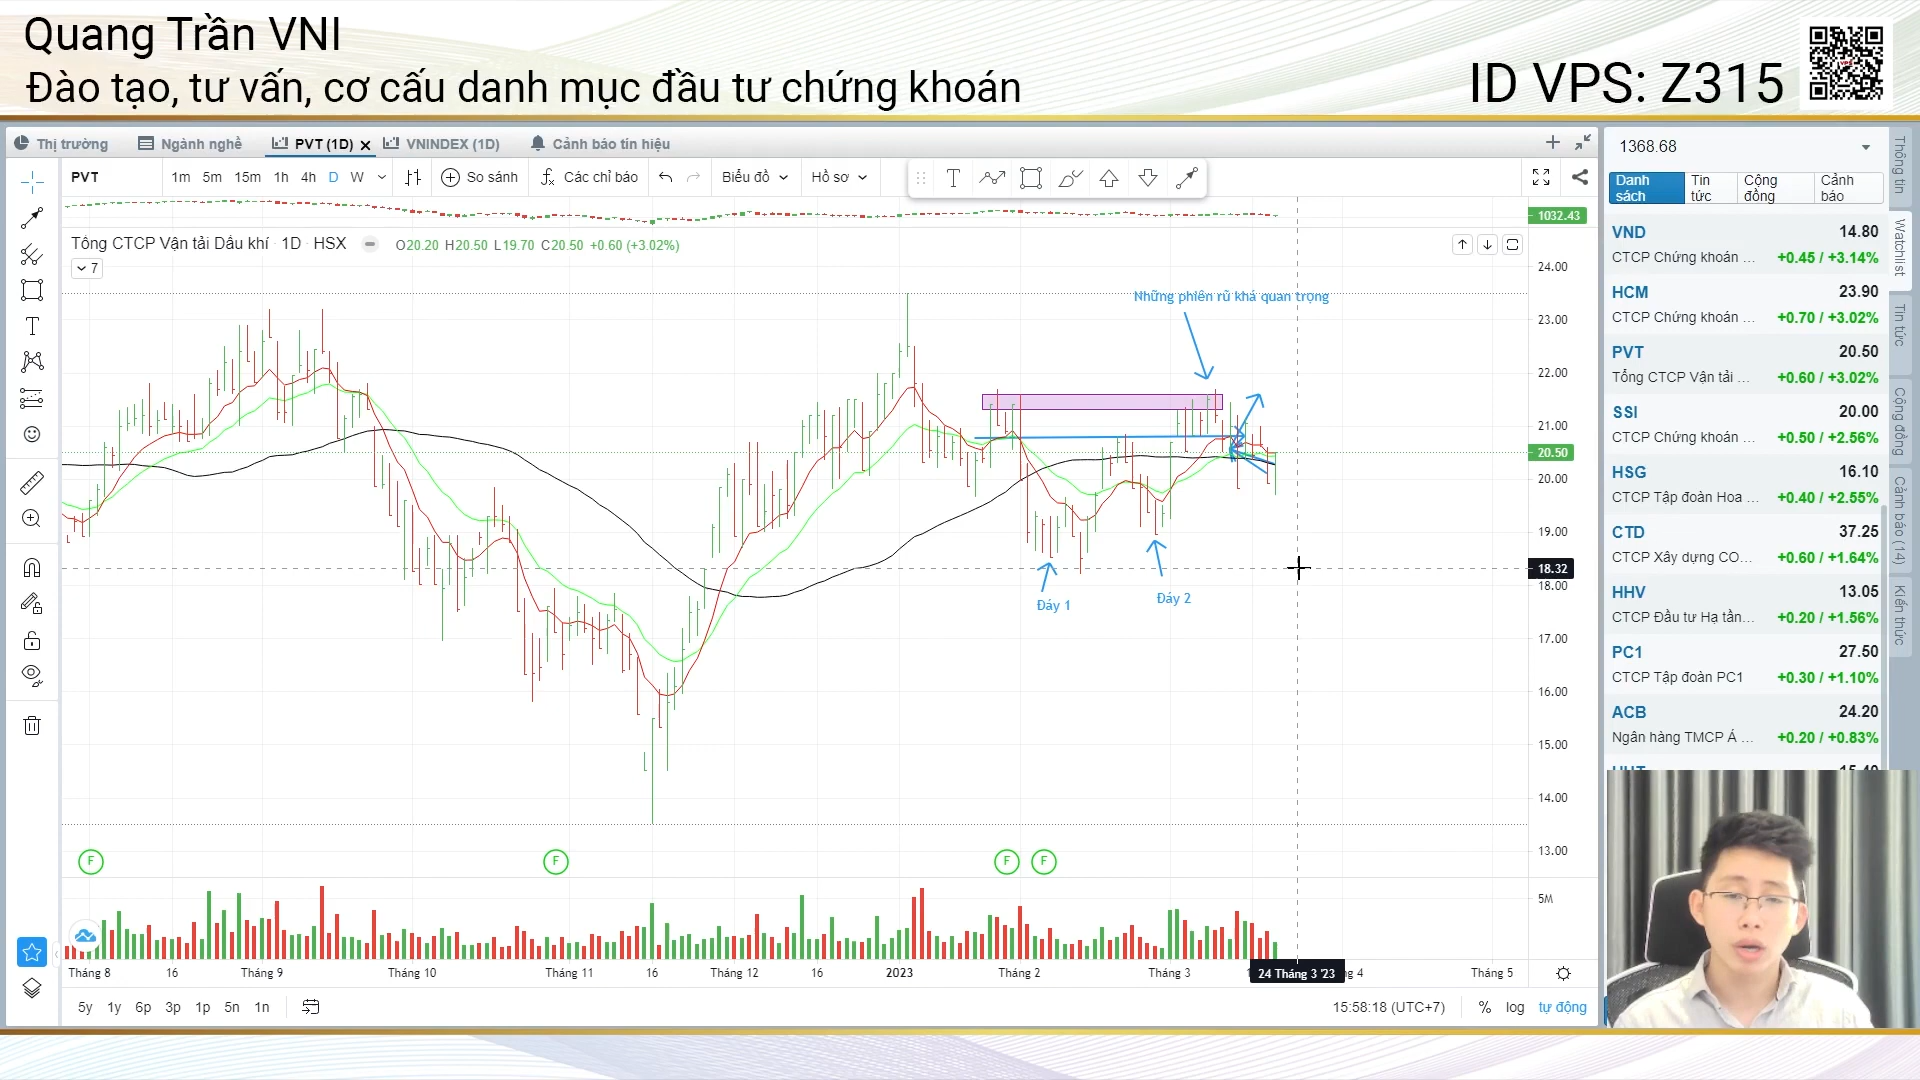 Quang Trần VNI
Đào tạo, tư vấn, cơ cấu danh mục đầu tư chứng khoán
ID VPS: Z315
Thị trường
Ngành nghề
PVT (1D)
VNINDEX (1D)
Cảnh báo tín hiệu
PVT
1m 5m 15m 1h 4h D W
So sánh
Các chỉ báo
Biểu đồ
Hồ sơ
1032.43
Tổng CTCP Vận tải Dầu khí · 1D · HSX
O20.20 H20.50 L19.70 C20.50 +0.60 (+3.02%)
7
Những phiên rũ khá quan trọng
Đáy 1
Đáy 2
24.00
23.00
22.00
21.00
20.50
20.00
19.00
18.32
18.00
17.00
16.00
15.00
14.00
13.00
F
F
F
F
5M
Tháng 8
16
Tháng 9
Tháng 10
Tháng 11
16
Tháng 12
16
2023
Tháng 2
Tháng 3
24 Tháng 3 '23
Tháng 5
5y 1y 6p 3p 1p 5n 1n
15:58:18 (UTC+7)
% log tự động
1368.68
Danh sách
Tin tức
Cộng đồng
Cảnh báo
VND 14.80
CTCP Chứng khoán ... +0.45 / +3.14%
HCM 23.90
CTCP Chứng khoán ... +0.70 / +3.02%
PVT 20.50
Tổng CTCP Vận tải ... +0.60 / +3.02%
SSI 20.00
CTCP Chứng khoán ... +0.50 / +2.56%
HSG 16.10
CTCP Tập đoàn Hoa ... +0.40 / +2.55%
CTD 37.25
CTCP Xây dựng CO... +0.60 / +1.64%
HHV 13.05
CTCP Đầu tư Hạ tần... +0.20 / +1.56%
PC1 27.50
CTCP Tập đoàn PC1 +0.30 / +1.10%
ACB 24.20
Ngân hàng TMCP Á ... +0.20 / +0.83%
Thông tin
Watchlist
Tin tức
Cộng đồng
Cảnh báo (14)
Kiến thức